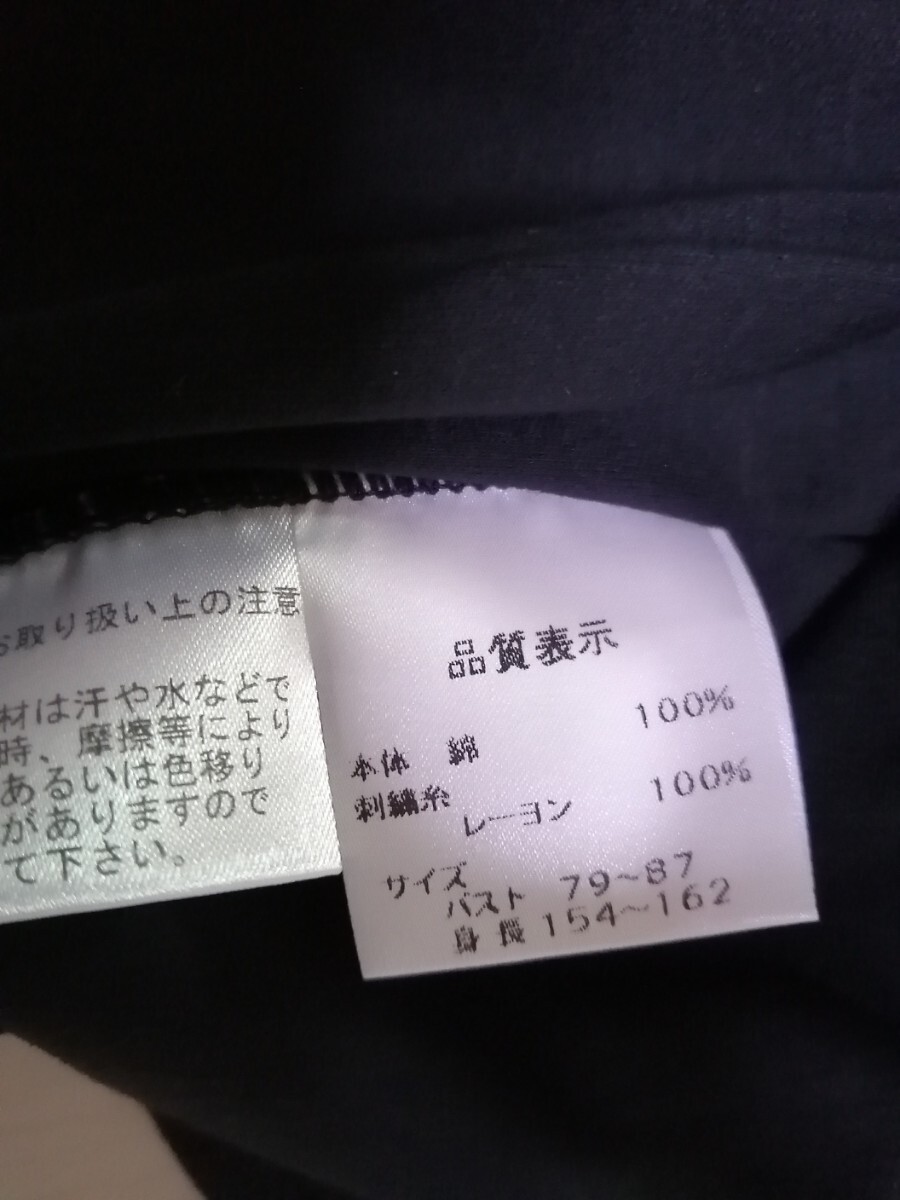 お取り扱い上の注意
材は汗や水などで
時、摩擦等により
あるいは色移り
がありますので
て下さい。
品質表示
本体 綿 100%
刺繍糸
レーヨン 100%
サイズ
バスト 79~87
身長 154~162